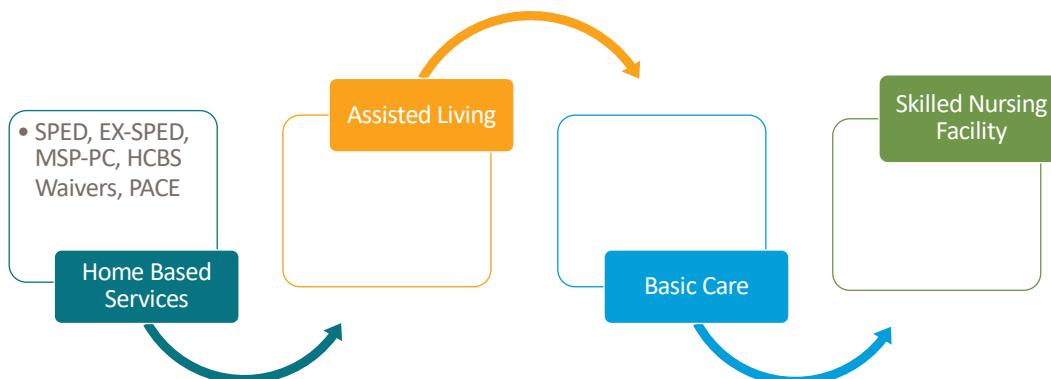 • SPED, EX-SPED,
MSP-PC, HCBS
Waivers, PACE
Home Based
Services
Assisted Living
Basic Care
Skilled Nursing
Facility